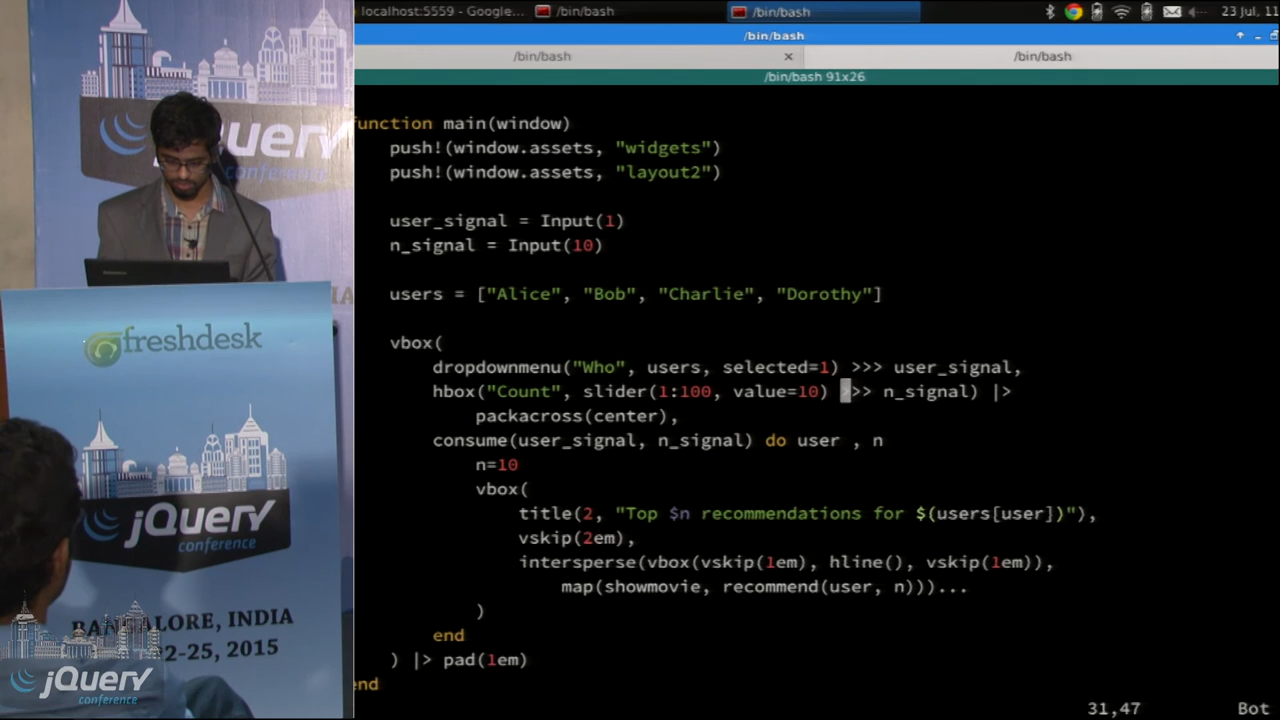 localhost:5559 - Google...
/bin/bash
/bin/bash
23 Jul, 11
/bin/bash
/bin/bash
/bin/bash
/bin/bash 91x26
unction main(window)
push!(window.assets, "widgets")
push!(window.assets, "layout2")
user_signal = Input(1)
n_signal = Input(10)
users = ["Alice", "Bob", "Charlie", "Dorothy"]
vbox(
dropdownmenu("Who", users, selected=1) >>> user_signal,
hbox("Count", slider(1:100, value=10) >>> n_signal) |>
packacross(center),
consume(user_signal, n_signal) do user , n
n=10
vbox(
title(2, "Top $n recommendations for $(users[user])"),
vskip(2em),
intersperse(vbox(vskip(1em), hline(), vskip(1em)),
map(showmovie, recommend(user, n)))...
)
end
) |> pad(1em)
end
31,47
Bot
jQuery
conference
freshdesk
jQuery
conference
BANGALORE, INDIA
22-25, 2015
jQuery
conference